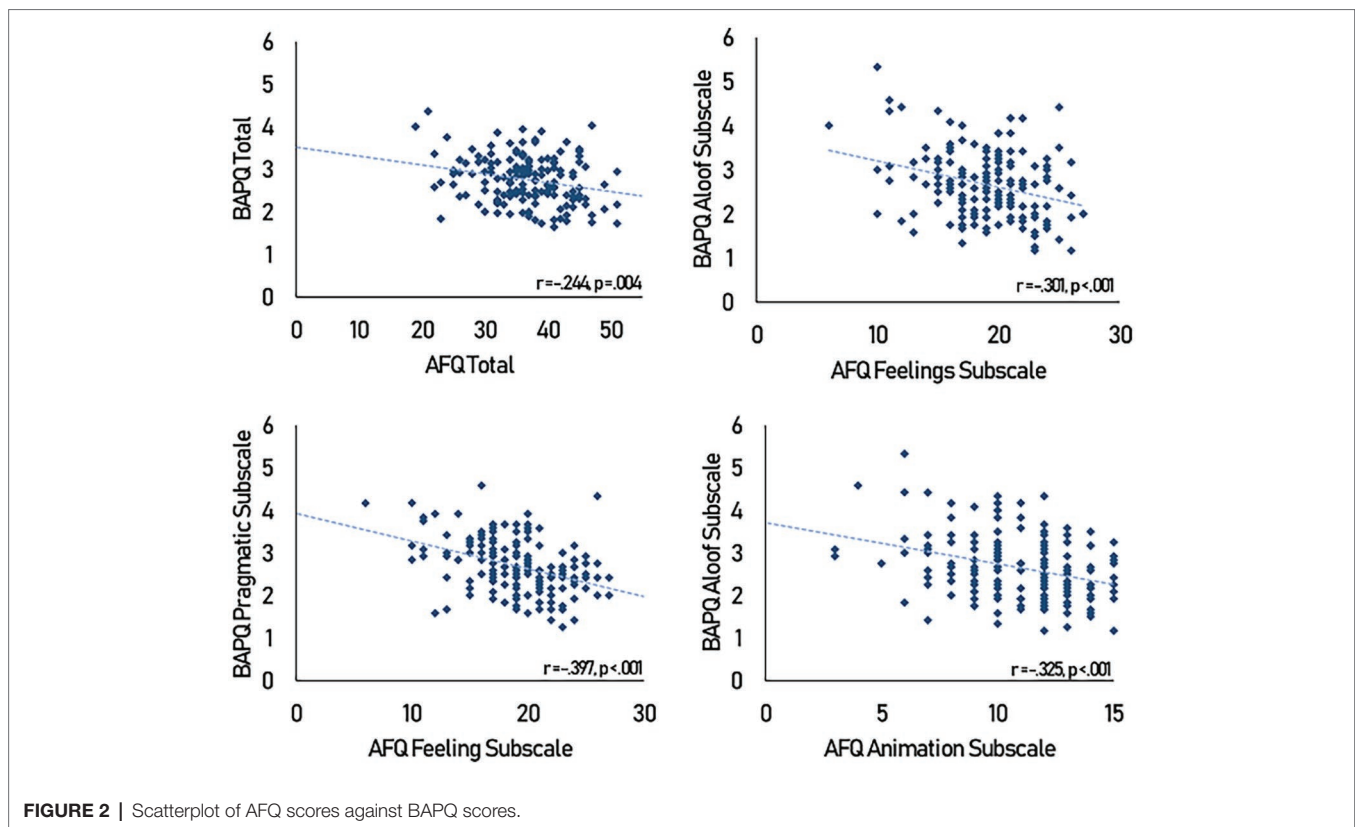 6
5
4
3
2
1
0
BAPQ Total
0 10 20 30 40 50
AFQ Total
r=-.244, p=.004
6
5
4
3
2
1
0
BAPQ Aloof Subscale
0 10 20 30
AFQ Feelings Subscale
r=-.301, p<.001
6
5
4
3
2
1
0
BAPQ Pragmatic Subscale
0 10 20 30
AFQ Feeling Subscale
r=-.397, p<.001
6
5
4
3
2
1
0
BAPQ Aloof Subscale
0 5 10 15
AFQ Animation Subscale
r=-.325, p<.001
FIGURE 2 | Scatterplot of AFQ scores against BAPQ scores.